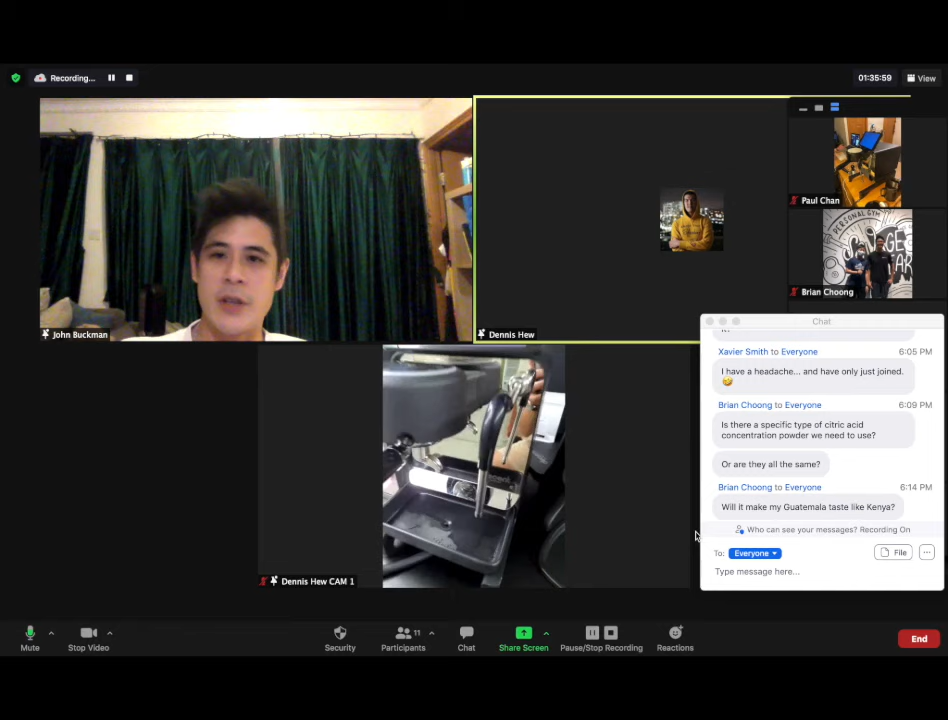 Recording...
01:35:59
View
John Buckman
Dennis Hew
Paul Chan
PERSONAL GYM
Brian Choong
Dennis Hew CAM 1
Chat
Xavier Smith to Everyone
6:05 PM
I have a headache... and have only just joined.
🤣
Brian Choong to Everyone
6:09 PM
Is there a specific type of citric acid
concentration powder we need to use?
Or are they all the same?
Brian Choong to Everyone
6:14 PM
Will it make my Guatemala taste like Kenya?
Who can see your messages? Recording On
To: Everyone
File
Type message here...
Mute
Stop Video
Security
Participants
11
Chat
Share Screen
Pause/Stop Recording
Reactions
End